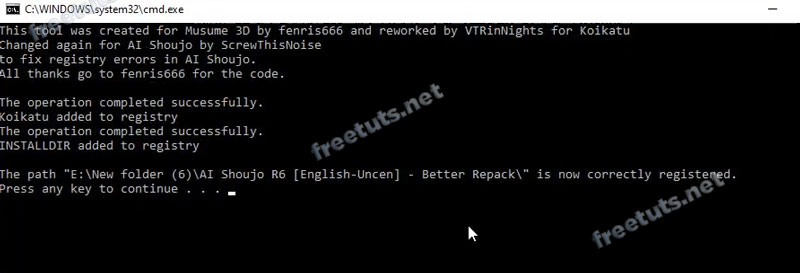 C:\WINDOWS\system32\cmd.exe
This tool was created for Musume 3D by fenris666 and reworked by VTRinNights for Koikatu
Changed again for AI Shoujo by ScrewThisNoise
to fix registry errors in AI Shoujo.
All thanks go to fenris666 for the code.
The operation completed successfully.
Koikatu added to registry
The operation completed successfully.
INSTALLDIR added to registry
The path "E:\New folder (6)\AI Shoujo R6 [English-Uncen] - Better Repack\" is now correctly registered.
Press any key to continue . . .
freetuts.net
freetuts.net
freetuts.net